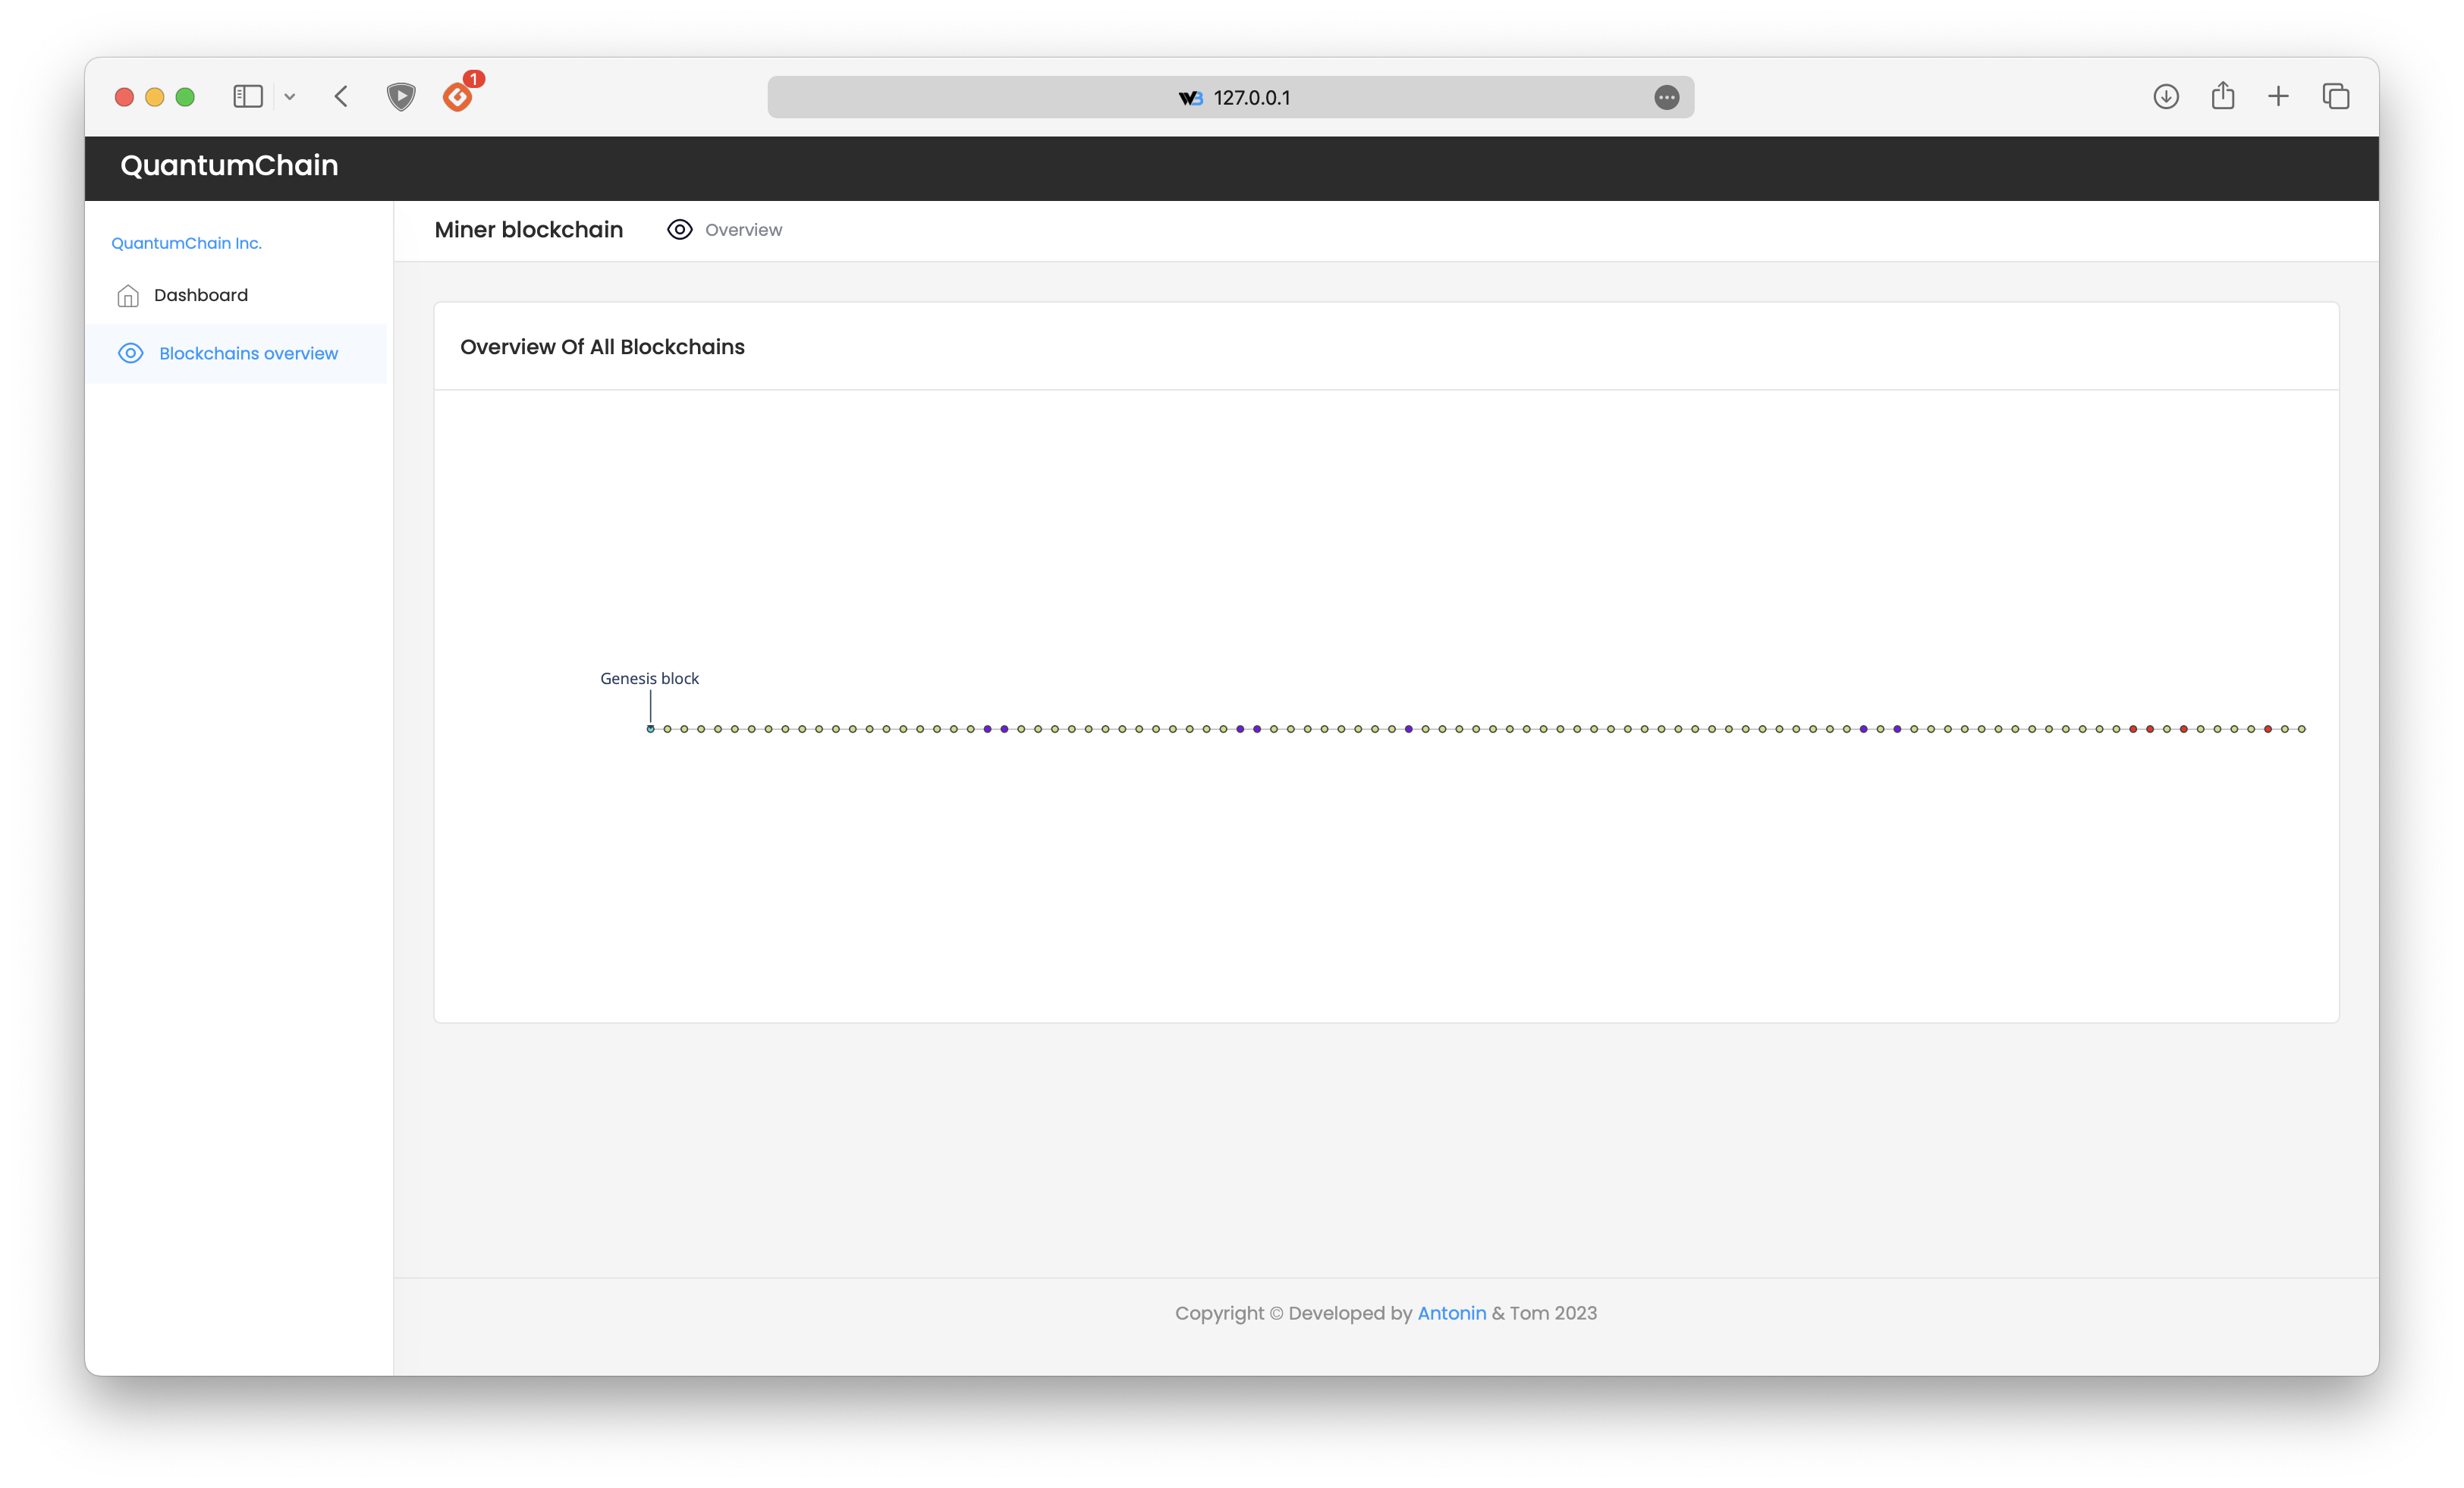 1
127.0.0.1
QuantumChain
QuantumChain Inc.
Dashboard
Blockchains overview
Miner blockchain
Overview
Overview Of All Blockchains
Genesis block
Copyright © Developed by Antonin & Tom 2023